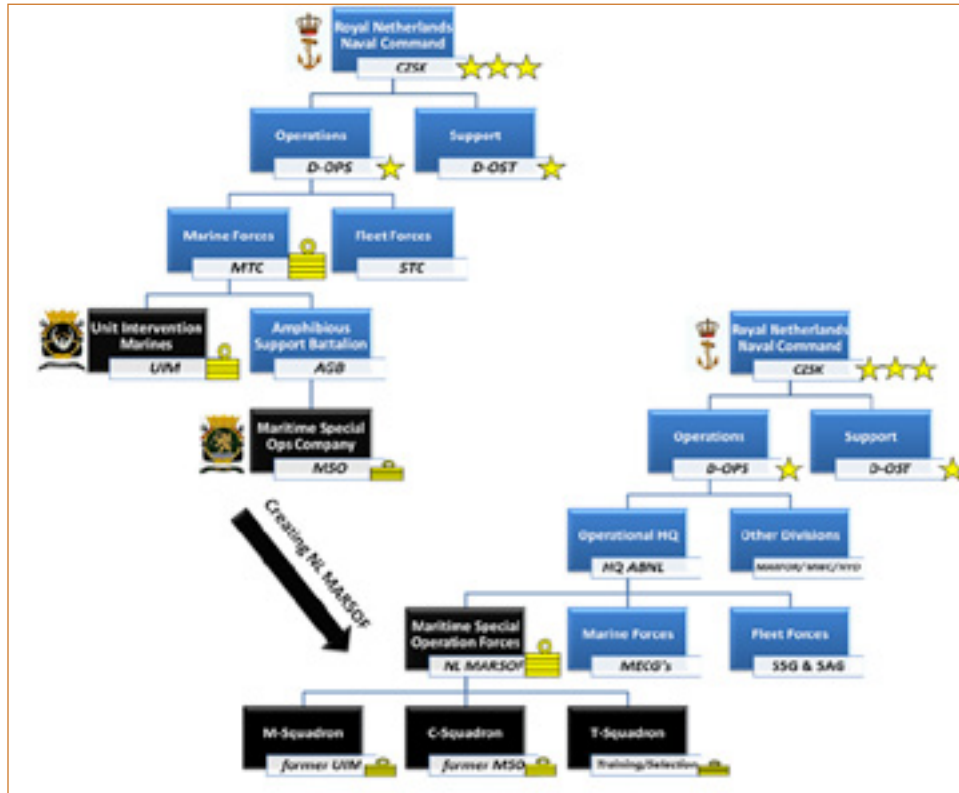 Royal Netherlands
Naval Command
CZSK
Operations
D-OPS
Support
D-OST
Marine Forces
MTC
Fleet Forces
STC
Unit Intervention
Marines
UIM
Amphibious
Support Battalion
AGB
Maritime Special
Ops Company
MSO
Creating NL MARSOF
Royal Netherlands
Naval Command
CZSK
Operations
D-OPS
Support
D-OST
Operational HQ
HQ ABNL
Other Divisions
Maritime Special
Operation Forces
NL MARSOF
Marine Forces
MECG's
Fleet Forces
SSG & SAG
M-Squadron
former UIM
C-Squadron
former MSO
T-Squadron
Training/Selection